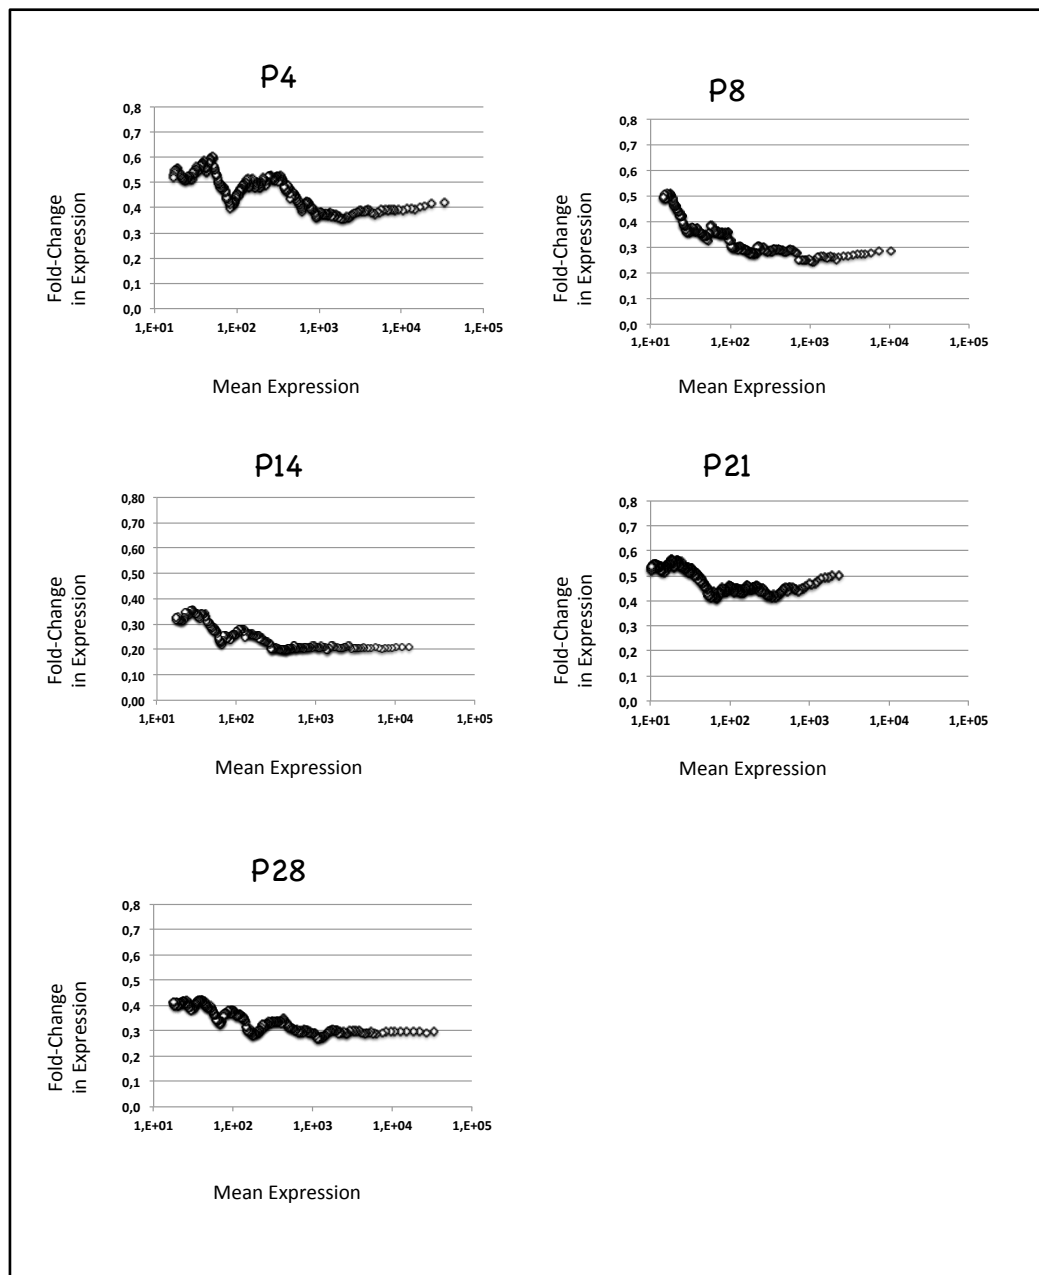 P4
0,8
0,7
0,6
0,5
0,4
0,3
0,2
0,1
0,0
Fold-Change
in Expression
1,E+01 1,E+02 1,E+03 1,E+04 1,E+05
Mean Expression
P8
0,8
0,7
0,6
0,5
0,4
0,3
0,2
0,1
0,0
Fold-Change
in Expression
1,E+01 1,E+02 1,E+03 1,E+04 1,E+05
Mean Expression
P14
0,80
0,70
0,60
0,50
0,40
0,30
0,20
0,10
0,00
Fold-Change
in Expression
1,E+01 1,E+02 1,E+03 1,E+04 1,E+05
Mean Expression
P21
0,8
0,7
0,6
0,5
0,4
0,3
0,2
0,1
0,0
Fold-Change
in Expression
1,E+01 1,E+02 1,E+03 1,E+04 1,E+05
Mean Expression
P28
0,8
0,7
0,6
0,5
0,4
0,3
0,2
0,1
0,0
Fold-Change
in Expression
1,E+01 1,E+02 1,E+03 1,E+04 1,E+05
Mean Expression